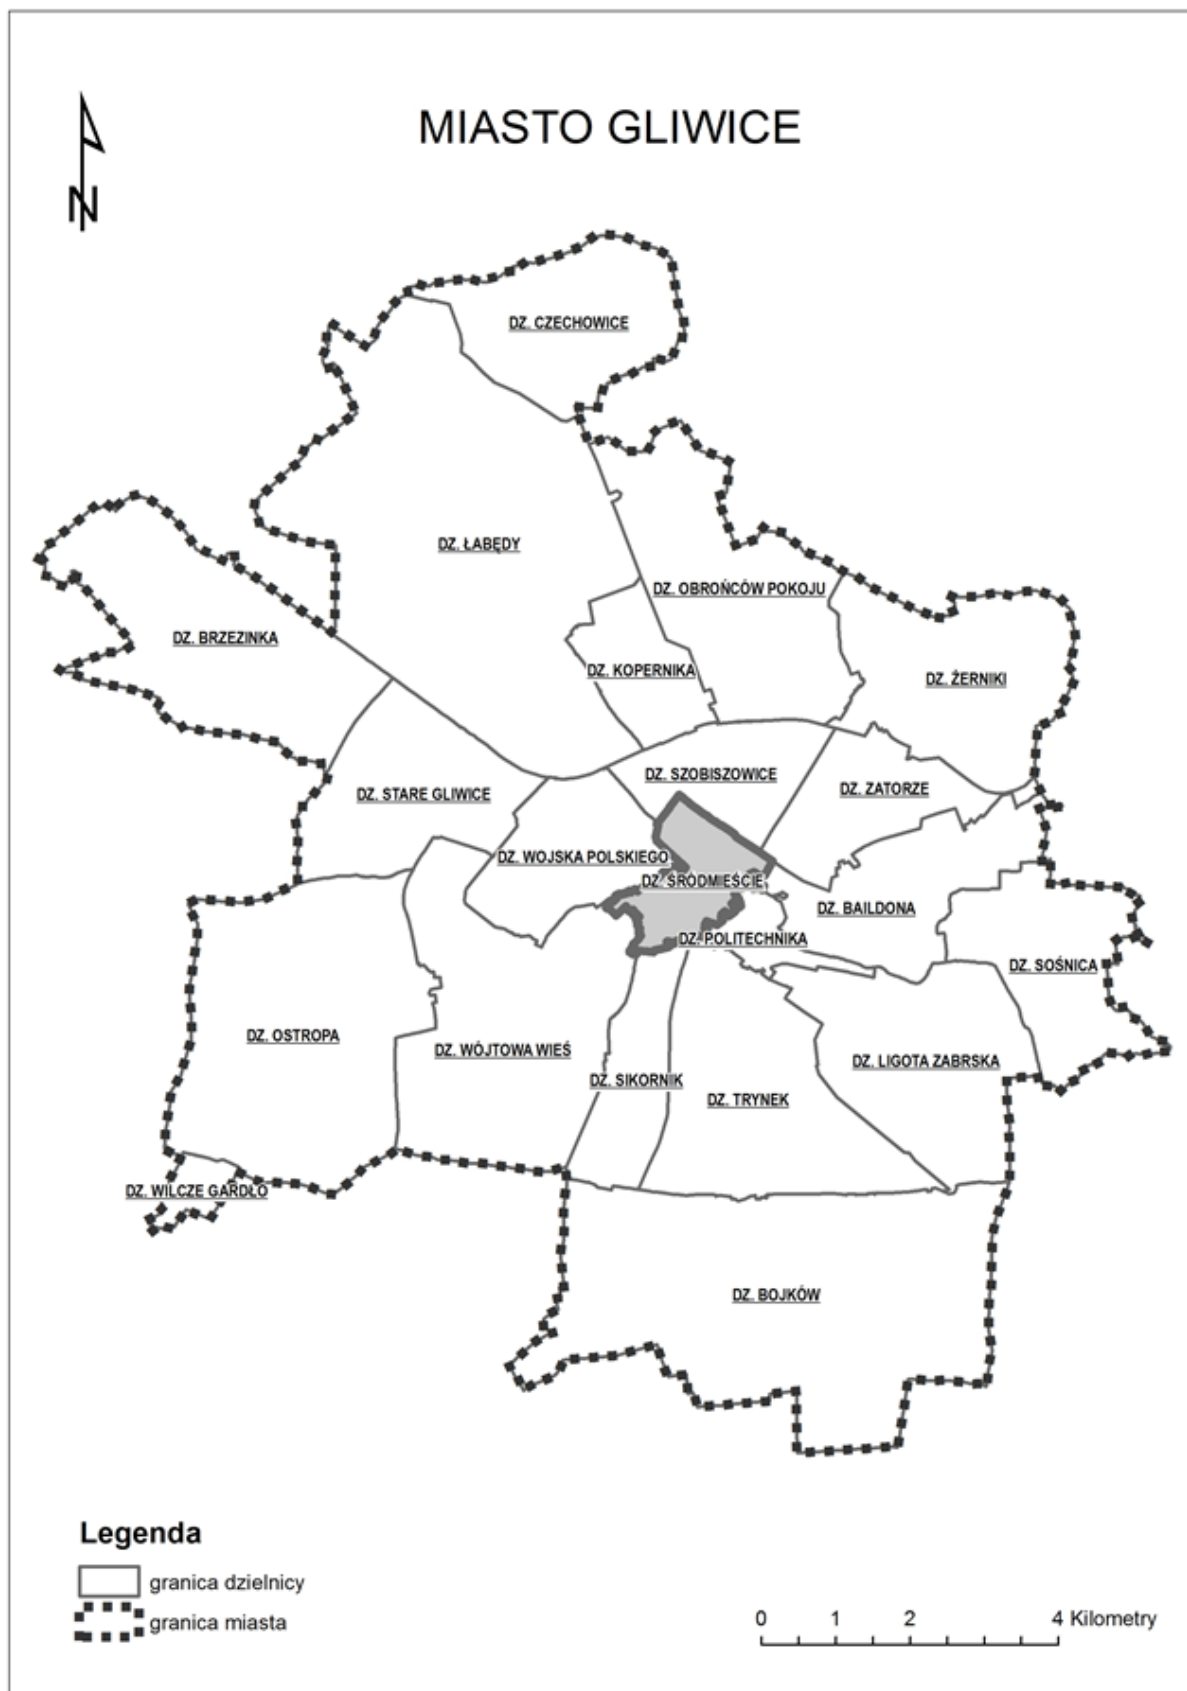 MIASTO GLIWICE
N
DZ. CZECHOWICE
DZ. ŁABĘDY
DZ. OBROŃCÓW POKOJU
DZ. BRZEZINKA
DZ. KOPERNIKA
DZ. ŻERNIKI
DZ. SZOBISZOWICE
DZ. STARE GLIWICE
DZ. ZATORZE
DZ. WOJSKA POLSKIEGO
DZ. ŚRÓDMIEŚCIE
DZ. BAILDONA
DZ. POLITECHNIKA
DZ. SOŚNICA
DZ. OSTROPA
DZ. WÓJTOWA WIEŚ
DZ. LIGOTA ZABRSKA
DZ. SIKORNIK
DZ. TRYNEK
DZ. WILCZE GARDŁO
DZ. BOJKÓW
Legenda
granica dzielnicy
granica miasta
0 1 2 4 Kilometry